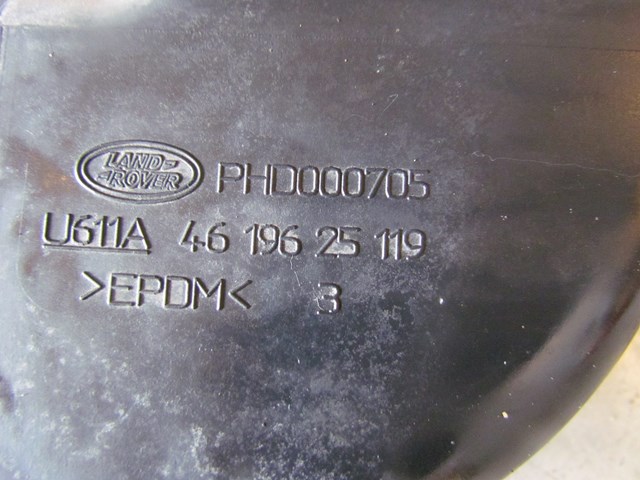 LAND-
-ROVER PHD000705
U611A 46 196 25 119
>EPDM< 3